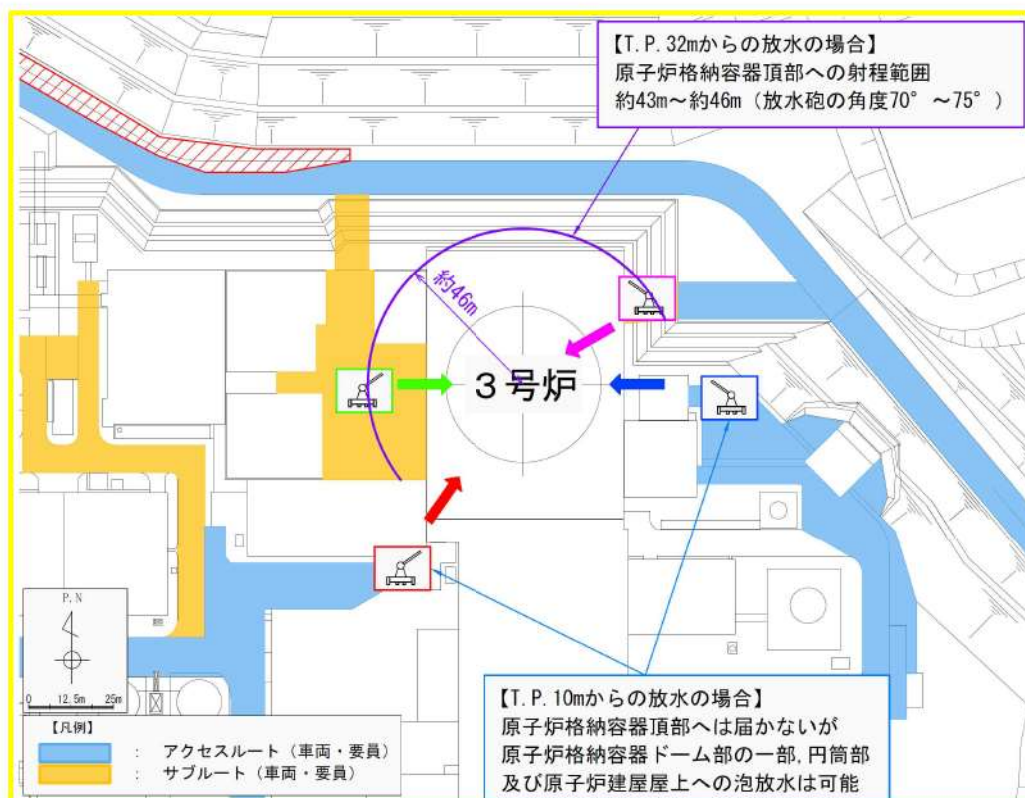 【T.P.32mからの放水の場合】
原子炉格納容器頂部への射程範囲
約43m～約46m（放水砲の角度70°～75°）
約46m
3号炉
P.N
0 12.5m 25m
【凡例】
： アクセスルート（車両・要員）
： サブルート（車両・要員）
【T.P.10mからの放水の場合】
原子炉格納容器頂部へは届かないが
原子炉格納容器ドーム部の一部,円筒部
及び原子炉建屋屋上への泡放水は可能